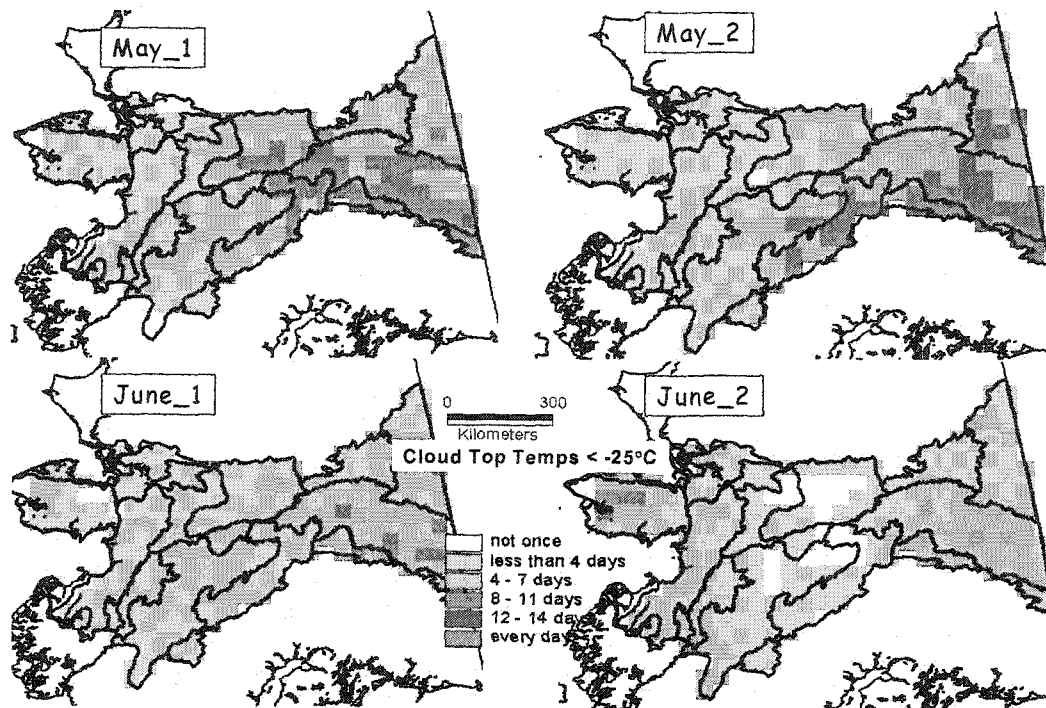 May_1
May_2
June_1
June_2
0 300
Kilometers
Cloud Top Temps < -25°C
not once
less than 4 days
4 - 7 days
8 - 11 days
12 - 14 days
every day